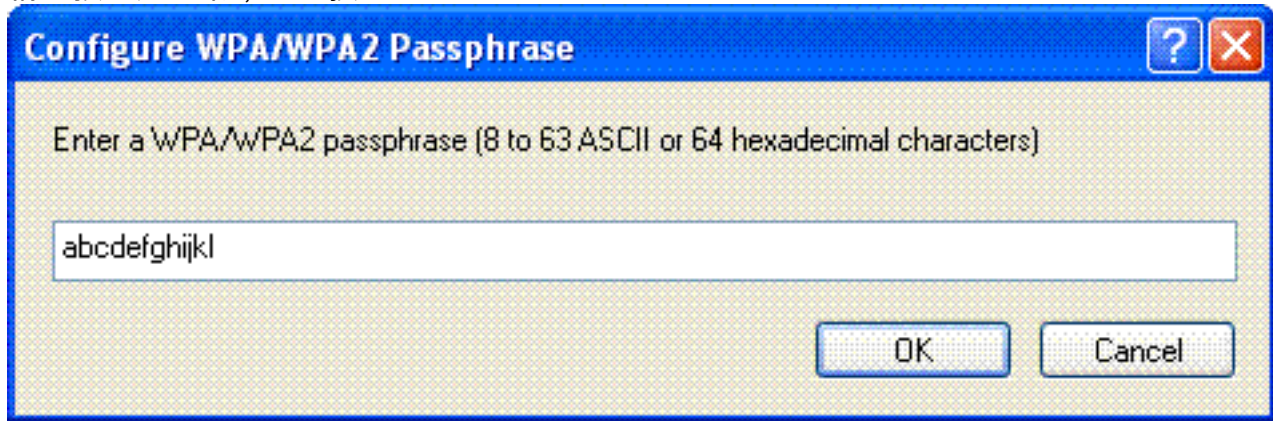 Configure WPA/WPA2 Passphrase
Enter a WPA/WPA2 passphrase (8 to 63 ASCII or 64 hexadecimal characters)
abcdefghijkl
OK
Cancel